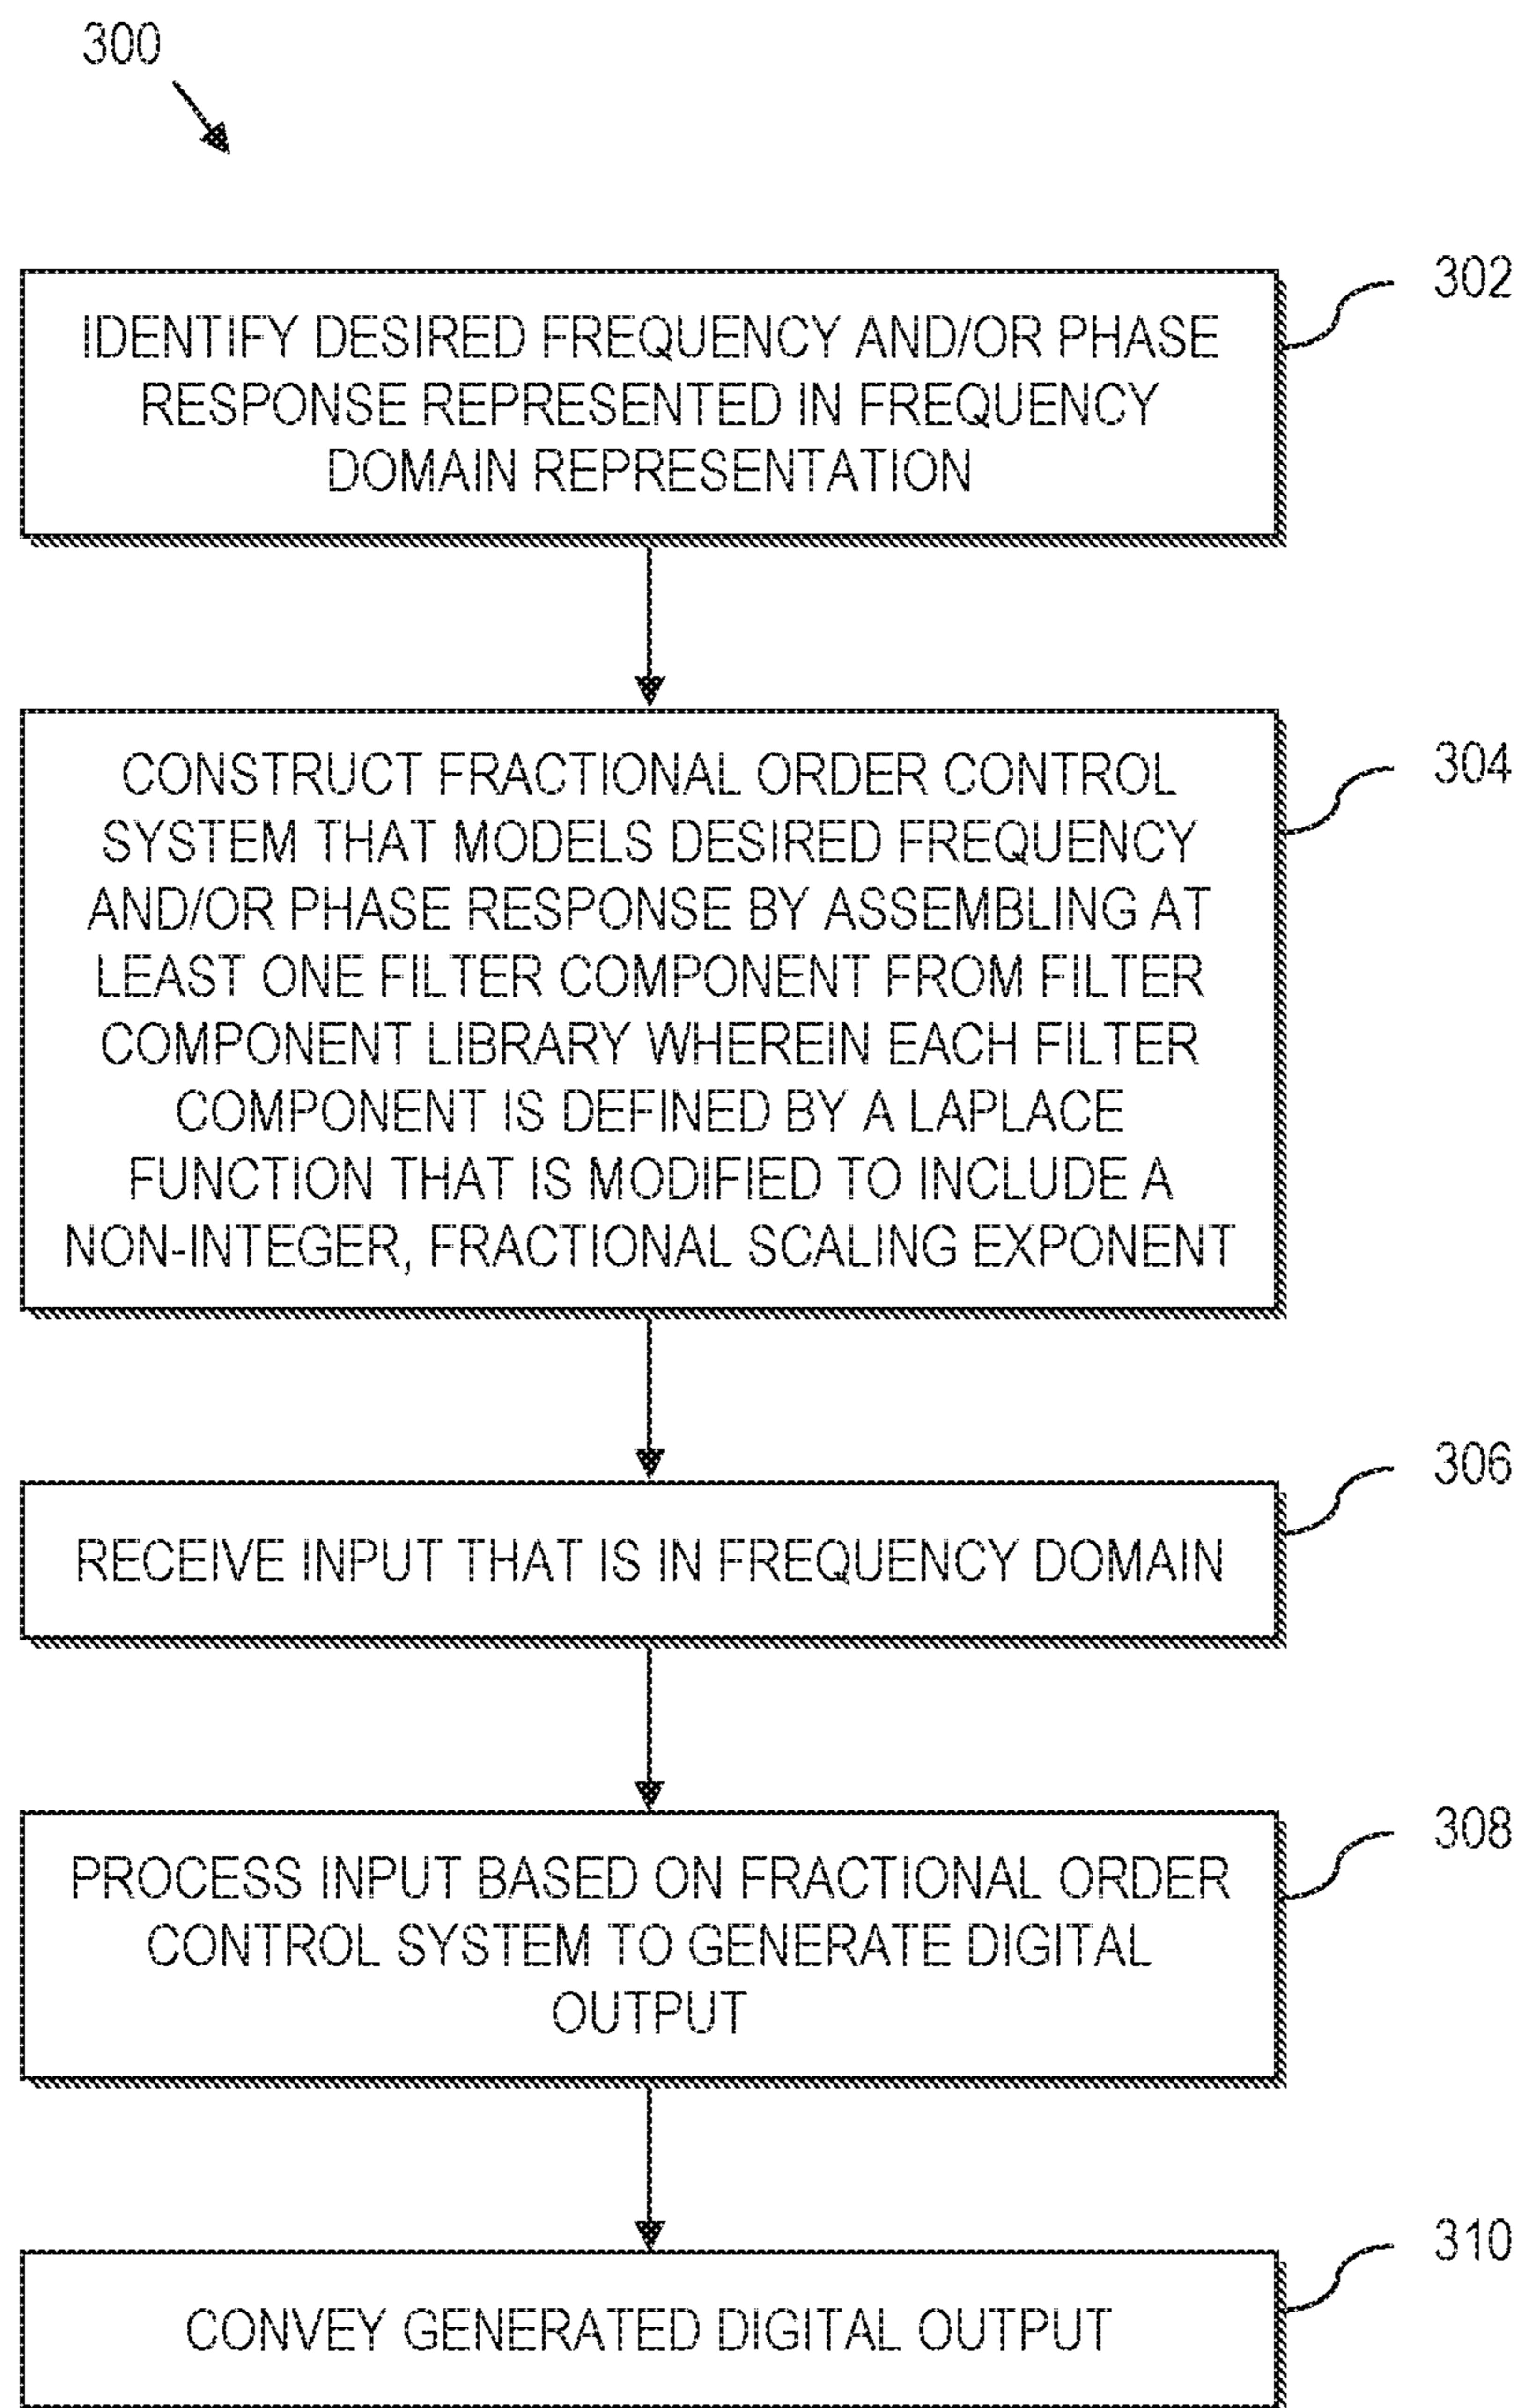 300
302
IDENTIFY DESIRED FREQUENCY AND/OR PHASE
RESPONSE REPRESENTED IN FREQUENCY
DOMAIN REPRESENTATION
304
CONSTRUCT FRACTIONAL ORDER CONTROL
SYSTEM THAT MODELS DESIRED FREQUENCY
AND/OR PHASE RESPONSE BY ASSEMBLING AT
LEAST ONE FILTER COMPONENT FROM FILTER
COMPONENT LIBRARY WHEREIN EACH FILTER
COMPONENT IS DEFINED BY A LAPLACE
FUNCTION THAT IS MODIFIED TO INCLUDE A
NON-INTEGER, FRACTIONAL SCALING EXPONENT
306
RECEIVE INPUT THAT IS IN FREQUENCY DOMAIN
308
PROCESS INPUT BASED ON FRACTIONAL ORDER
CONTROL SYSTEM TO GENERATE DIGITAL
OUTPUT
310
CONVEY GENERATED DIGITAL OUTPUT